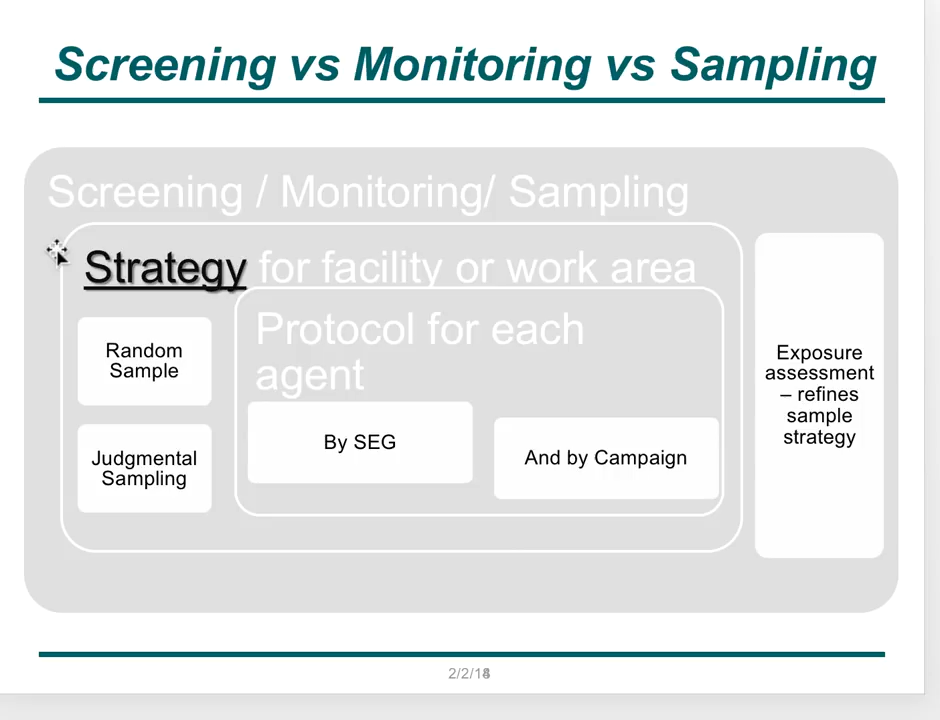 Screening vs Monitoring vs Sampling
Screening / Monitoring/ Sampling
Strategy for facility or work area
Random
Sample
Judgmental
Sampling
Protocol for each
agent
By SEG
And by Campaign
Exposure
assessment
– refines
sample
strategy